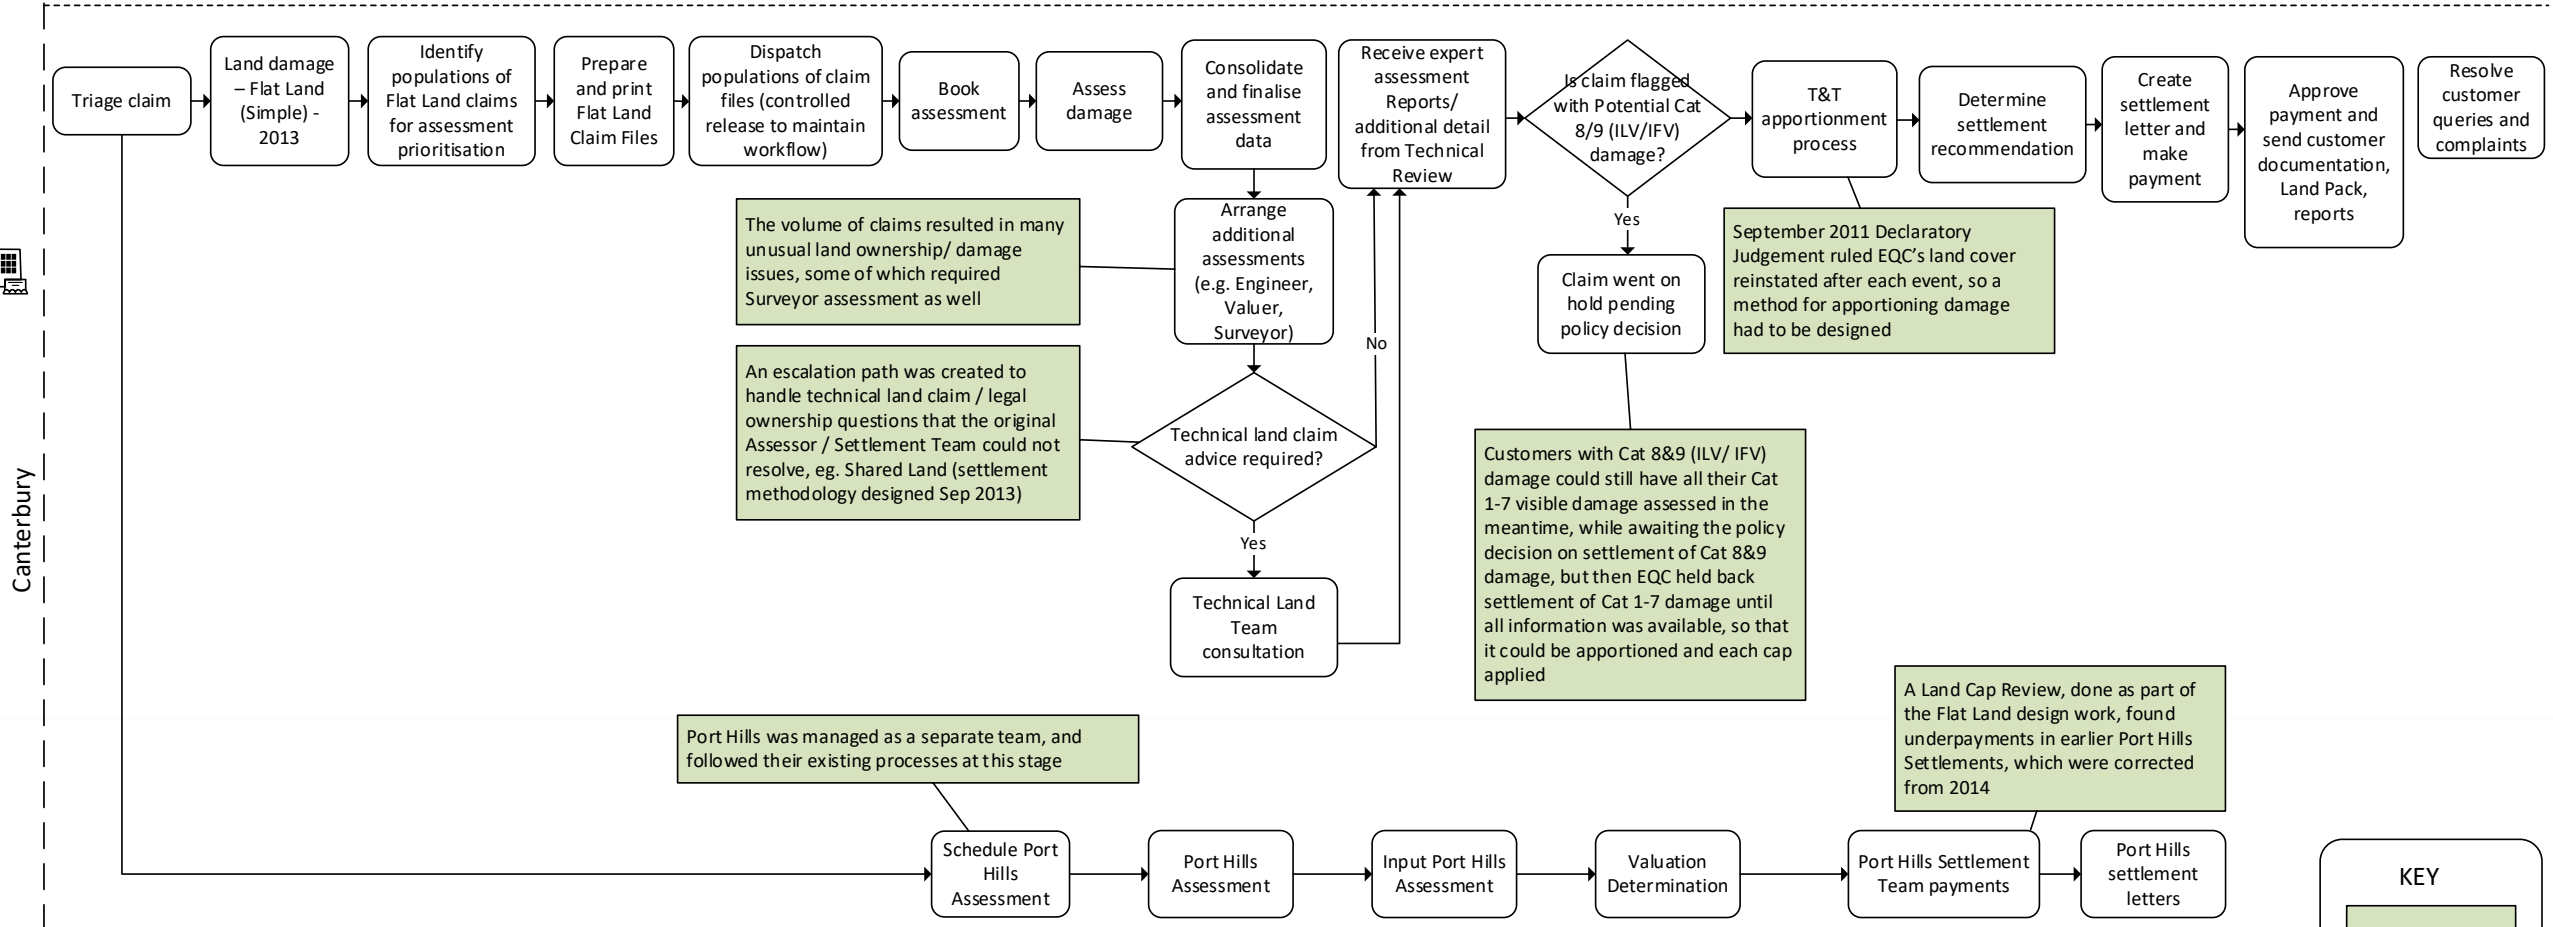 Canterbury
Triage claim
Land damage
– Flat Land
(Simple) -
2013
Identify
populations of
Flat Land claims
for assessment
prioritisation
Prepare
and print
Flat Land
Claim Files
Dispatch
populations of claim
files (controlled
release to maintain
workflow)
Book
assessment
Assess
damage
Consolidate
and finalise
assessment
data
Receive expert
assessment
Reports/
additional detail
from Technical
Review
Is claim flagged
with Potential Cat
8/9 (ILV/IFV)
damage?
T&T
apportionment
process
Determine
settlement
recommendation
Create
settlement
letter and
make
payment
Approve
payment and
send customer
documentation,
Land Pack,
reports
Resolve
customer
queries and
complaints
The volume of claims resulted in many
unusual land ownership/ damage
issues, some of which required
Surveyor assessment as well
Arrange
additional
assessments
(e.g. Engineer,
Valuer,
Surveyor)
Yes
Claim went on
hold pending
policy decision
September 2011 Declaratory
Judgement ruled EQC’s land cover
reinstated after each event, so a
method for apportioning damage
had to be designed
No
An escalation path was created to
handle technical land claim / legal
ownership questions that the original
Assessor / Settlement Team could not
resolve, eg. Shared Land (settlement
methodology designed Sep 2013)
Technical land claim
advice required?
Yes
Technical Land
Team
consultation
Customers with Cat 8&9 (ILV/ IFV)
damage could still have all their Cat
1-7 visible damage assessed in the
meantime, while awaiting the policy
decision on settlement of Cat 8&9
damage, but then EQC held back
settlement of Cat 1-7 damage until
all information was available, so that
it could be apportioned and each cap
applied
A Land Cap Review, done as part of
the Flat Land design work, found
underpayments in earlier Port Hills
Settlements, which were corrected
from 2014
Port Hills was managed as a separate team, and
followed their existing processes at this stage
Schedule Port
Hills
Assessment
Port Hills
Assessment
Input Port Hills
Assessment
Valuation
Determination
Port Hills Settlement
Team payments
Port Hills
settlement
letters
KEY